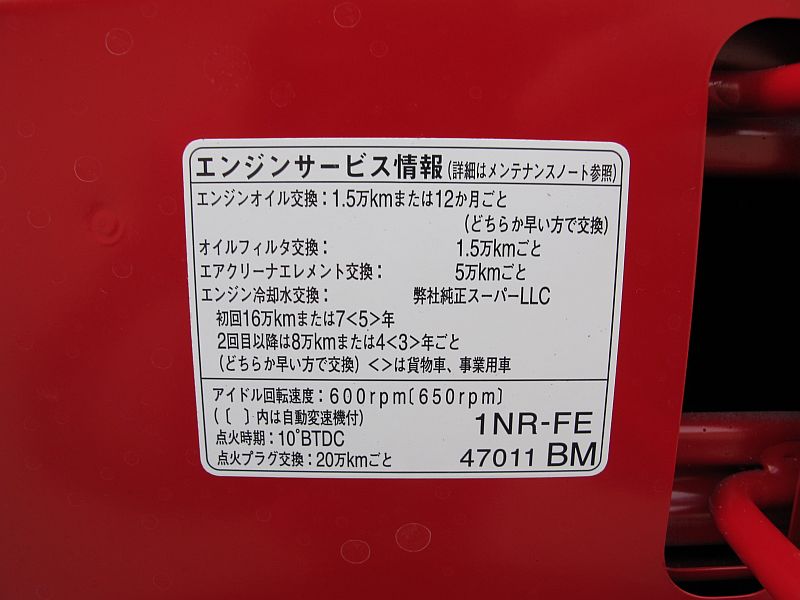 エンジンサービス情報(詳細はメンテナンスノート参照)
エンジンオイル交換:1.5万kmまたは12か月ごと
(どちらか早い方で交換)
オイルフィルタ交換: 1.5万kmごと
エアクリーナエレメント交換: 5万kmごと
エンジン冷却水交換: 弊社純正スーパーLLC
初回16万kmまたは7<5>年
2回目以降は8万kmまたは4<3>年ごと
(どちらか早い方で交換)<>は貨物車、事業用車
アイドル回転速度:600rpm〔650rpm〕
(〔 〕内は自動変速機付)
点火時期:10°BTDC
点火プラグ交換:20万kmごと
1NR-FE
47011 BM